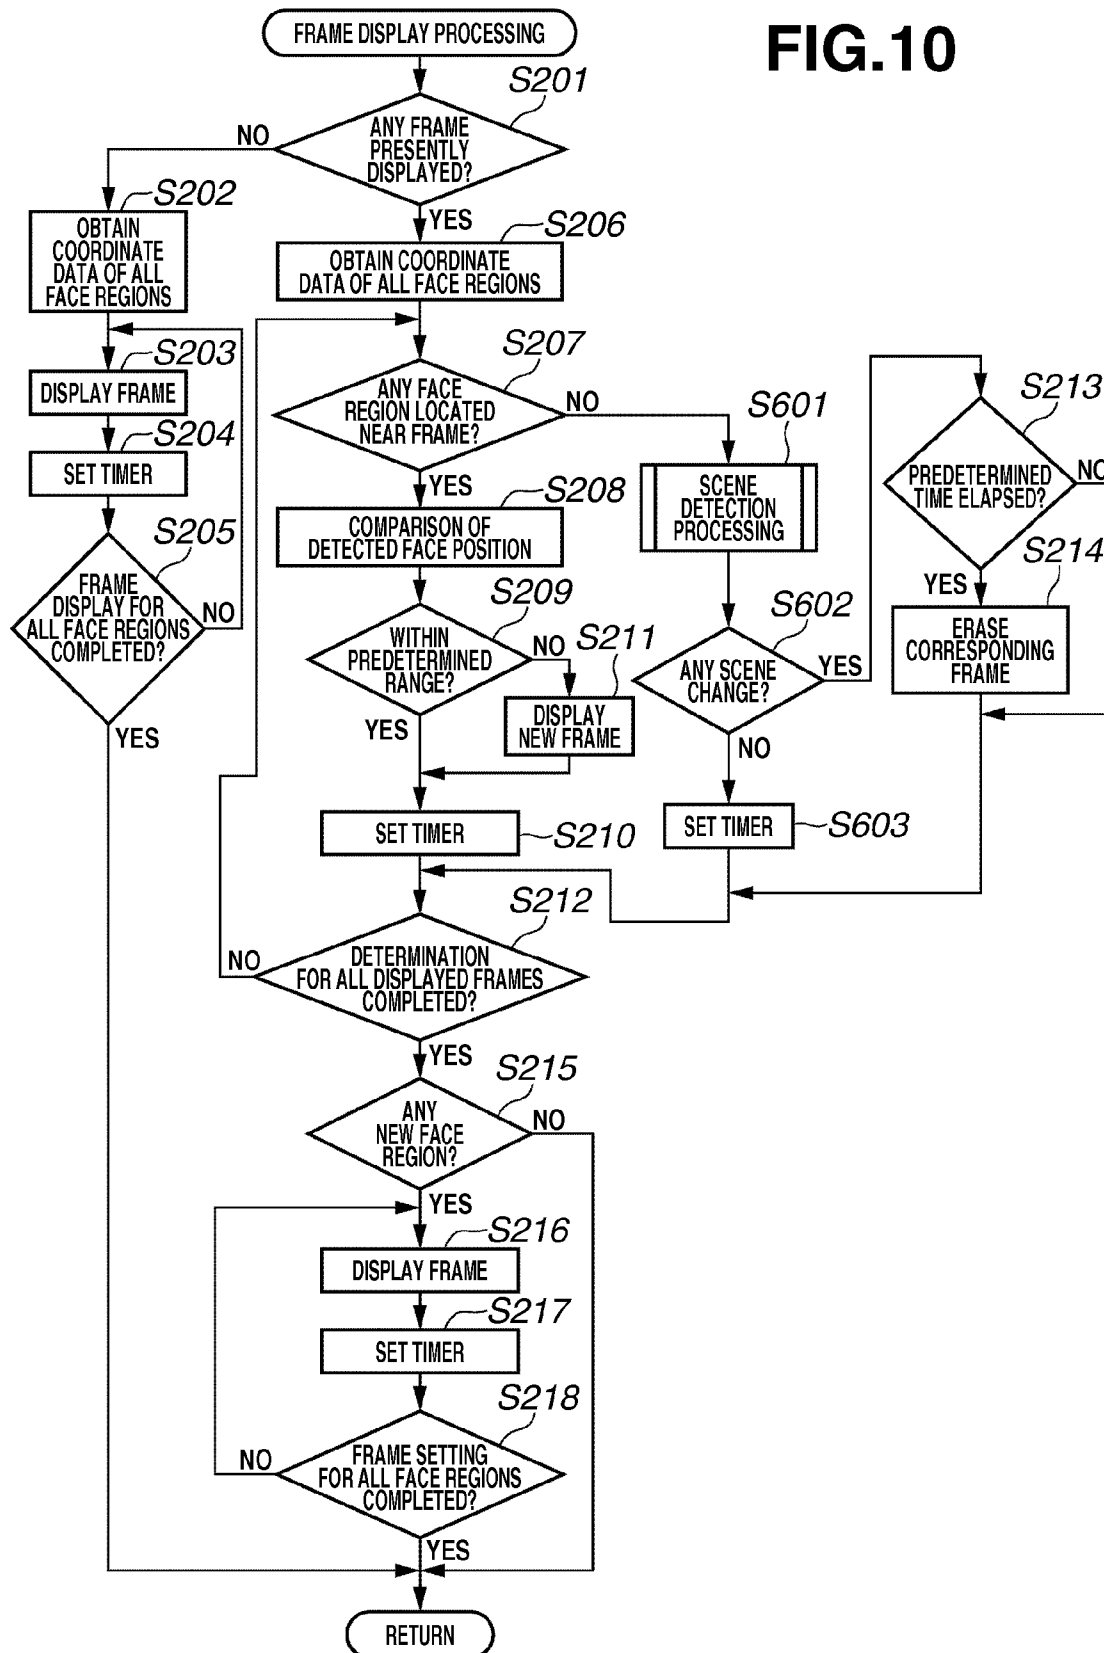 FRAME DISPLAY PROCESSING
FIG.10
S201
ANY FRAME
PRESENTLY
DISPLAYED?
NO
YES
S202
OBTAIN
COORDINATE
DATA OF ALL
FACE REGIONS
S203
DISPLAY FRAME
S204
SET TIMER
S205
FRAME
DISPLAY FOR
ALL FACE REGIONS
COMPLETED?
NO
YES
S206
OBTAIN COORDINATE
DATA OF ALL FACE REGIONS
S207
ANY FACE
REGION LOCATED
NEAR FRAME?
NO
YES
S208
COMPARISON OF
DETECTED FACE POSITION
S209
WITHIN
PREDETERMINED
RANGE?
NO
YES
S211
DISPLAY
NEW FRAME
SET TIMER
S210
S601
SCENE
DETECTION
PROCESSING
S602
ANY SCENE
CHANGE?
YES
NO
SET TIMER
S603
S213
PREDETERMINED
TIME ELAPSED?
NO
YES
S214
ERASE
CORRESPONDING
FRAME
S212
DETERMINATION
FOR ALL DISPLAYED FRAMES
COMPLETED?
NO
YES
S215
ANY
NEW FACE
REGION?
NO
YES
S216
DISPLAY FRAME
S217
SET TIMER
S218
FRAME SETTING
FOR ALL FACE REGIONS
COMPLETED?
NO
YES
RETURN